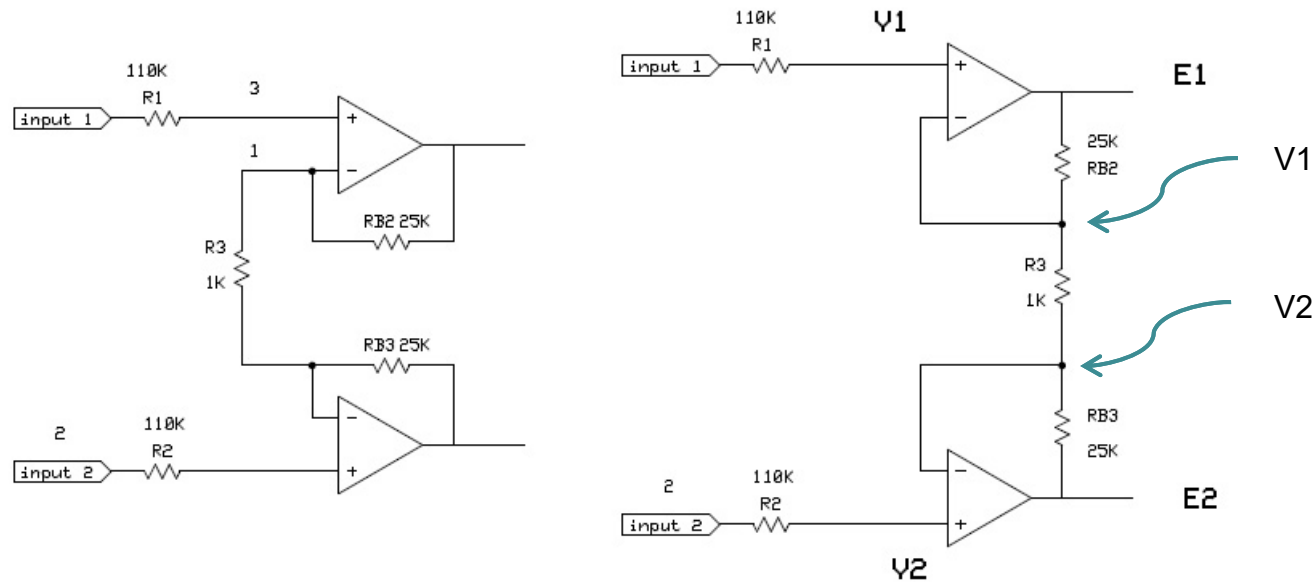 110K
R1
input 1
3
+
1
−
RB2 25K
R3
1K
RB3 25K
−
2
110K
input 2
R2
+
110K
V1
R1
input 1
+
−
E1
25K
RB2
V1
R3
1K
V2
RB3
25K
−
2
110K
R2
input 2
+
E2
V2